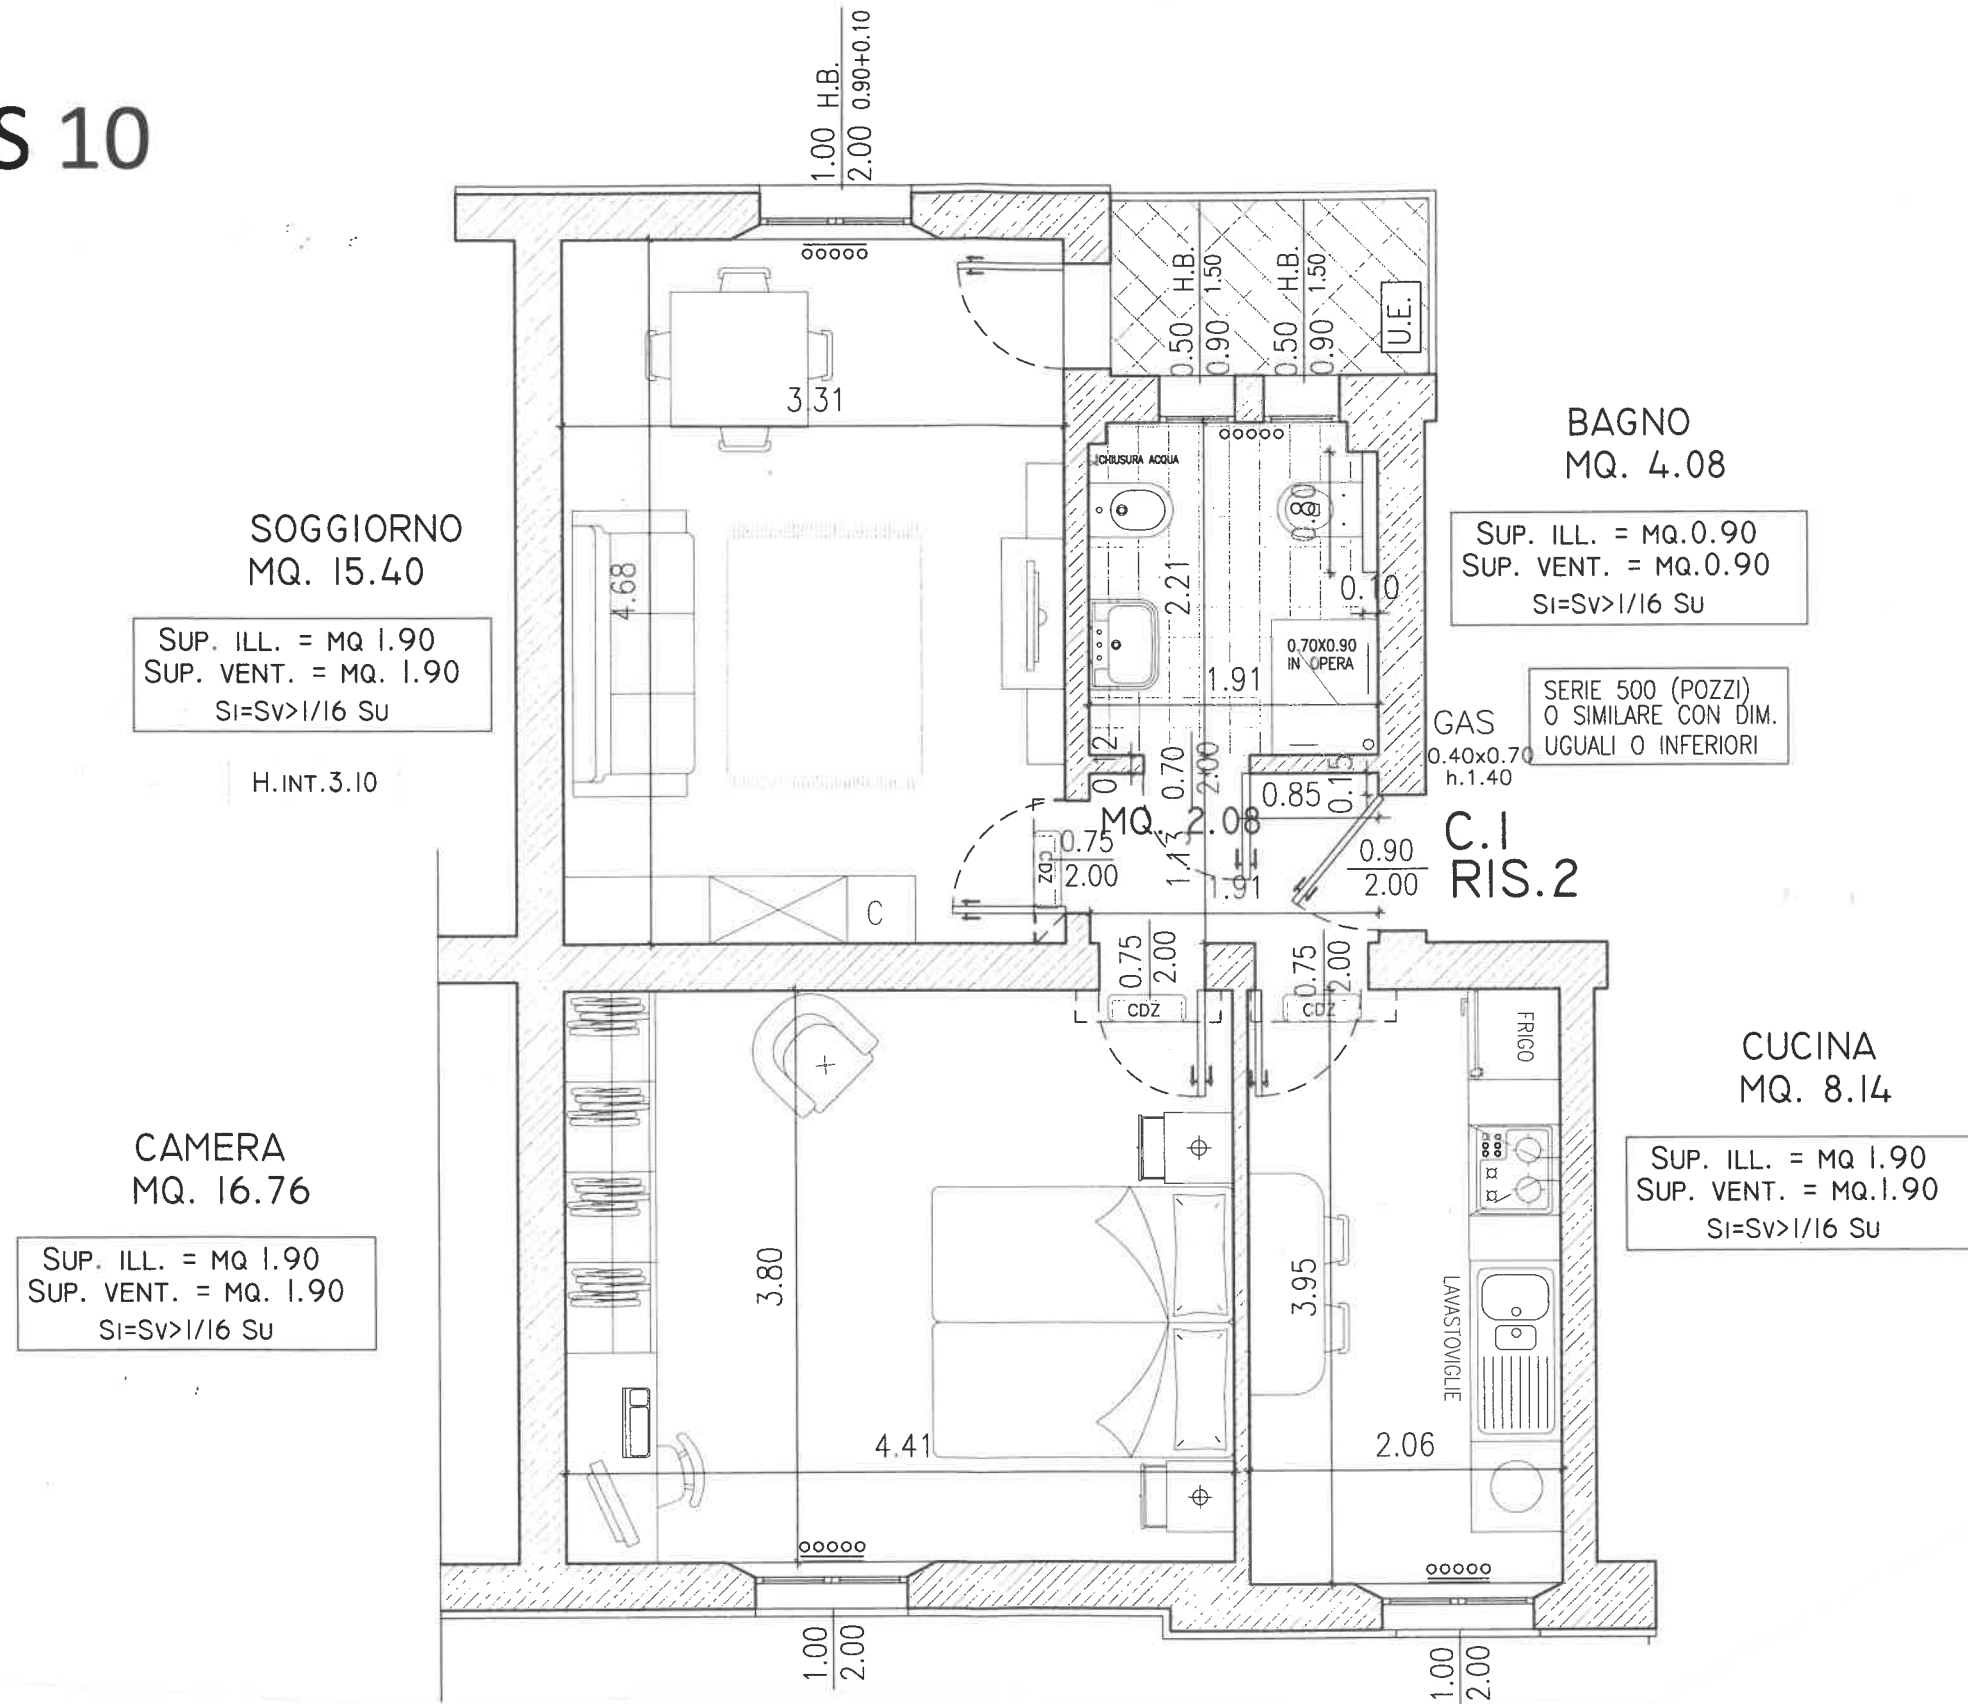 S 10
1.00 H.B.
2.00 0.90+0.10
0.50 H.B.
0.90 1.50
0.50 H.B.
0.90 1.50
U.E.
3.31
BAGNO
MQ. 4.08
SUP. ILL. = MQ.0.90
SUP. VENT. = MQ.0.90
SI=SV>1/16 SU
CHIUSURA ACQUA
SOGGIORNO
MQ. 15.40
SUP. ILL. = MQ 1.90
SUP. VENT. = MQ. 1.90
SI=SV>1/16 SU
H.INT.3.10
4.68
2.21
0.10
0.70X0.90
IN OPERA
1.91
SERIE 500 (POZZI)
O SIMILARE CON DIM.
UGUALI O INFERIORI
GAS
0.40x0.70
h.1.40
0.12
0.70
2.00
0.85
0.15
MQ. 2.08
C.I
RIS.2
0.75
2.00
CDZ
1.13
1.91
0.90
2.00
C
0.75
2.00
0.75
2.00
CDZ
CDZ
FRIGO
CUCINA
MQ. 8.14
SUP. ILL. = MQ 1.90
SUP. VENT. = MQ.1.90
SI=SV>1/16 SU
CAMERA
MQ. 16.76
SUP. ILL. = MQ 1.90
SUP. VENT. = MQ. 1.90
SI=SV>1/16 SU
3.80
3.95
LAVASTOVIGLIE
4.41
2.06
1.00
2.00
1.00
2.00